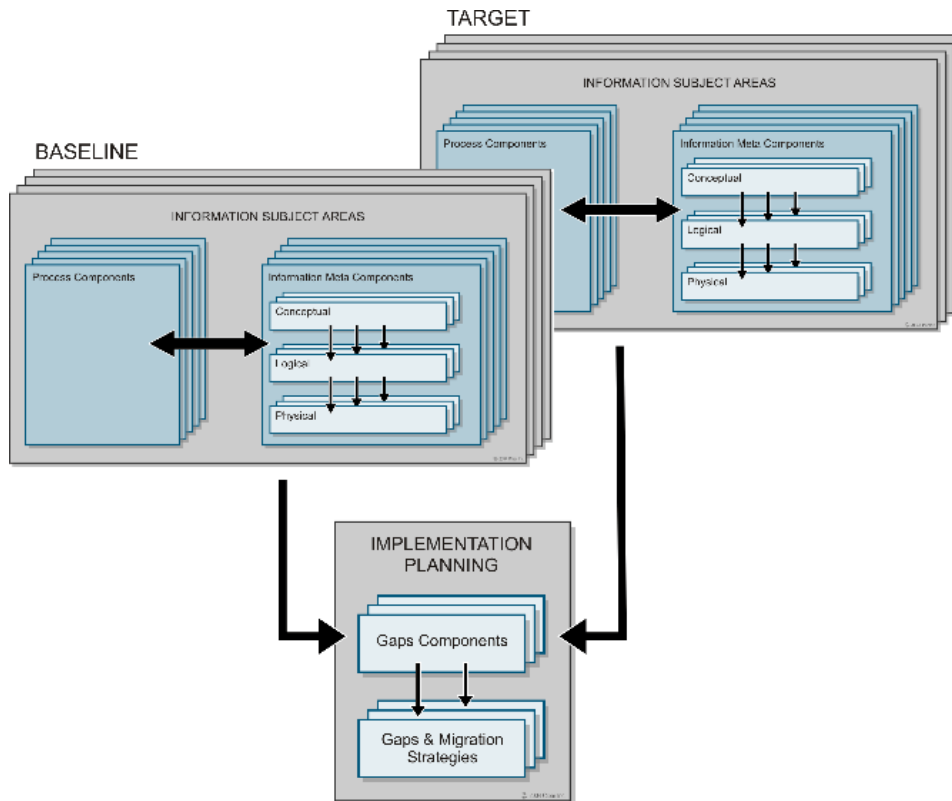 TARGET
INFORMATION SUBJECT AREAS
Process Components
Information Meta Components
Conceptual
Logical
Physical
BASELINE
INFORMATION SUBJECT AREAS
Process Components
Information Meta Components
Conceptual
Logical
Physical
IMPLEMENTATION
PLANNING
Gaps Components
Gaps & Migration
Strategies